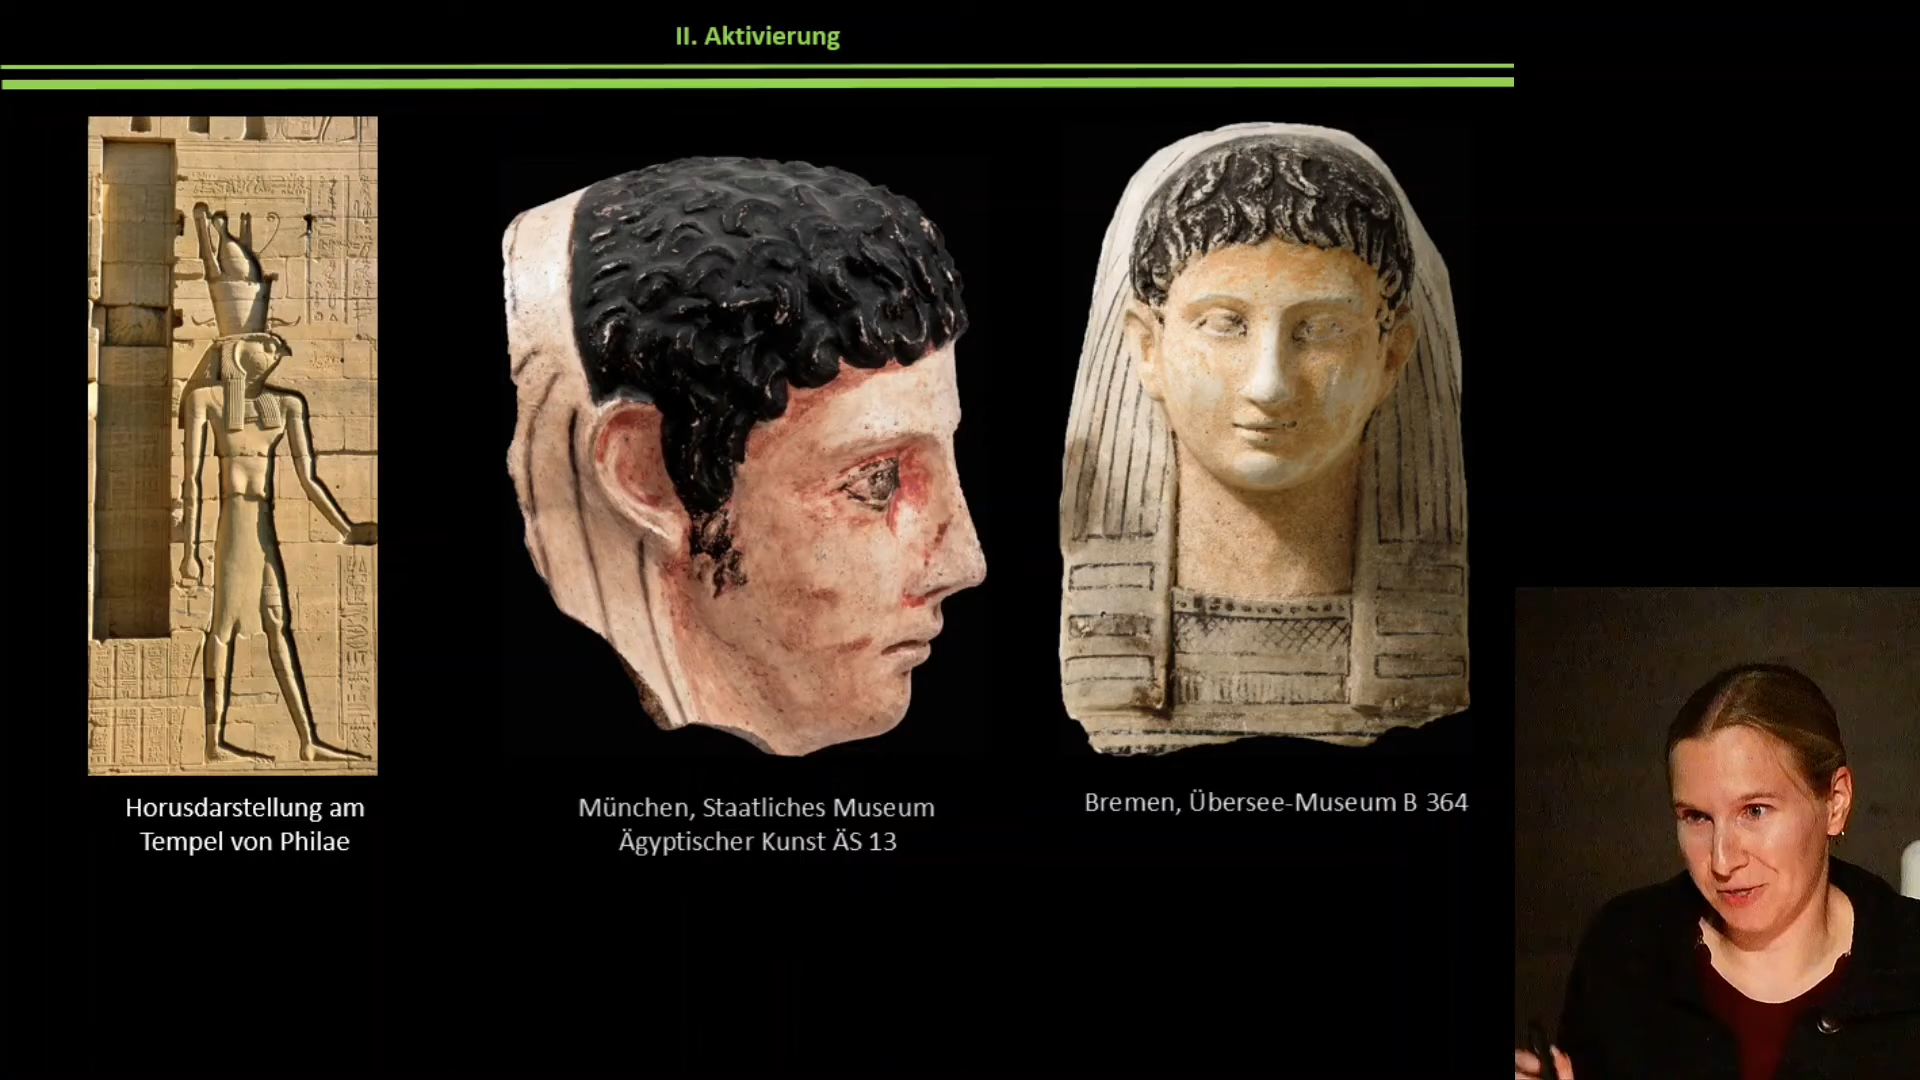 II. Aktivierung
Horusdarstellung am
Tempel von Philae
München, Staatliches Museum
Ägyptischer Kunst ÄS 13
Bremen, Übersee-Museum B 364